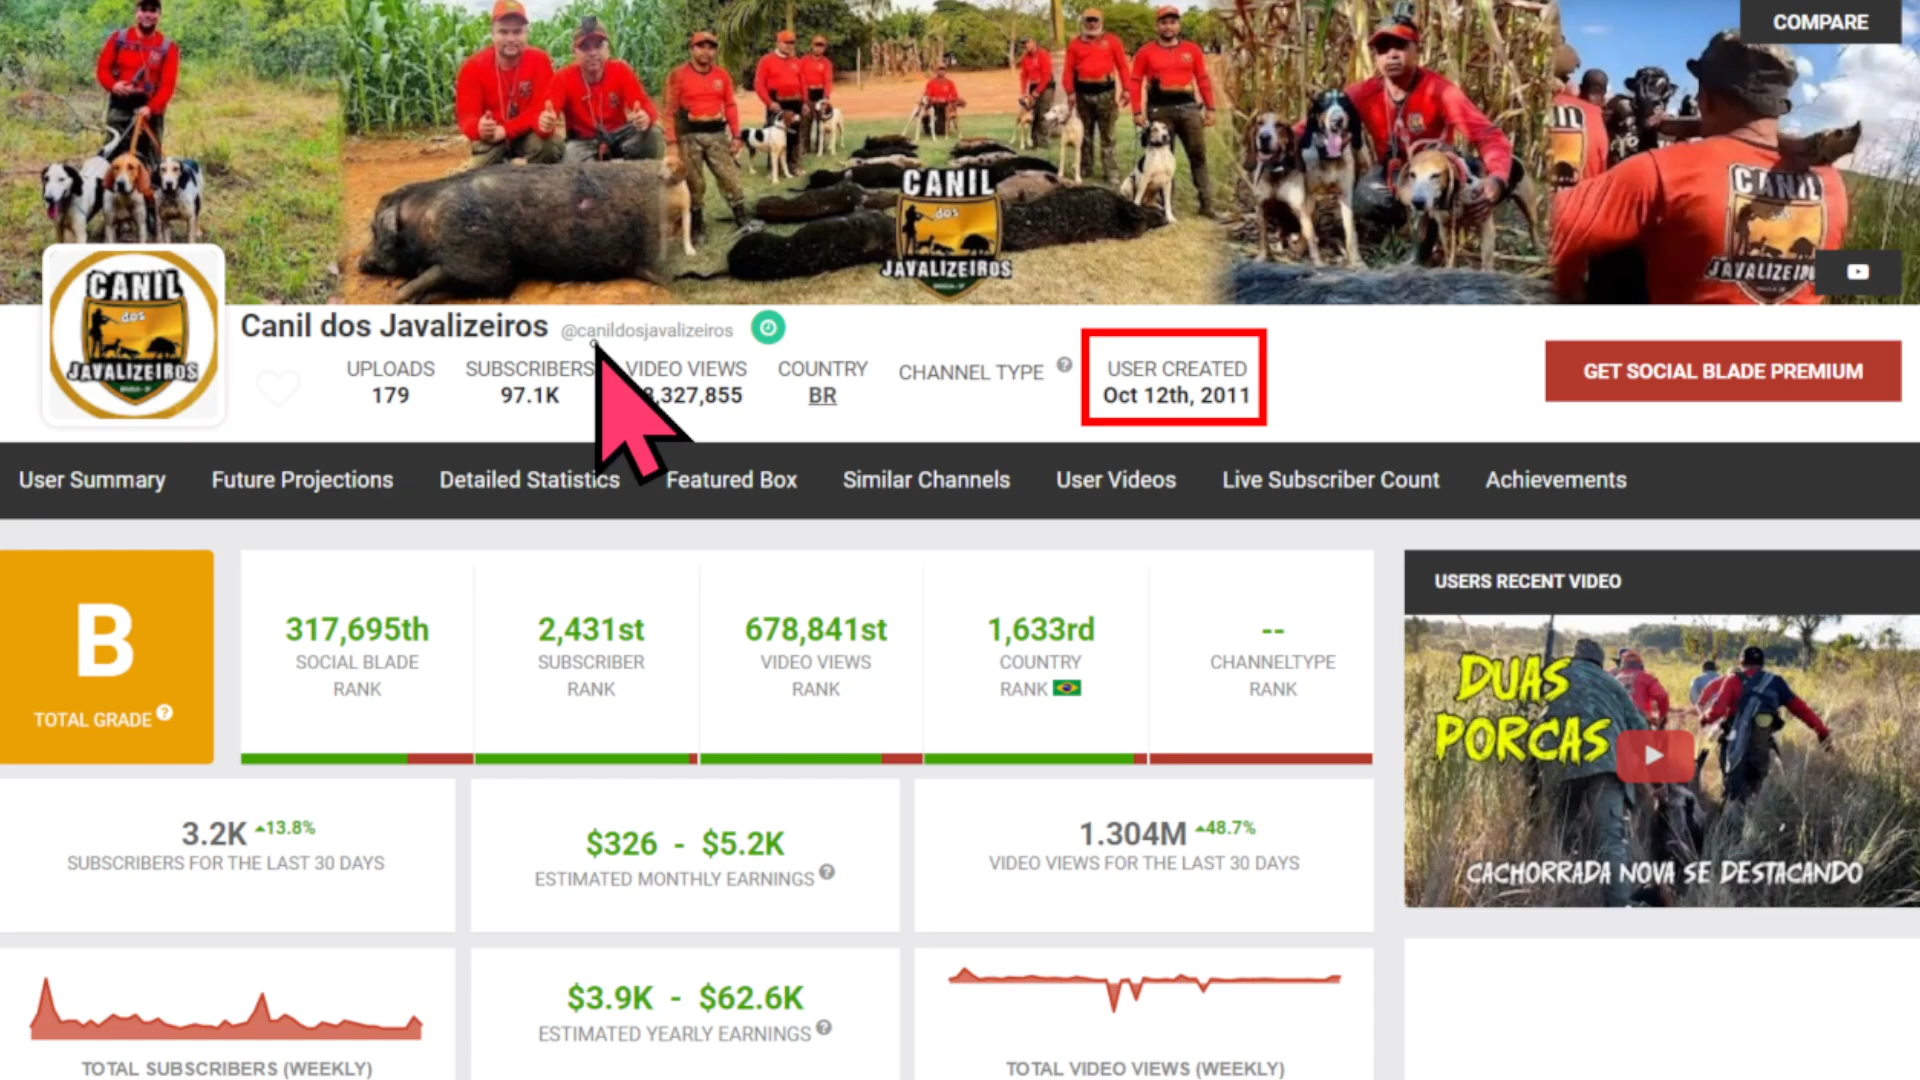 COMPARE
CANIL
dos
JAVALIZEIROS
CANIL
JAVALIZEIR
CANIL
dos
JAVALIZEIROS
Canil dos Javalizeiros @canildosjavalizeiros
UPLOADS
179
SUBSCRIBERS
97.1K
VIDEO VIEWS
,327,855
COUNTRY
BR
CHANNEL TYPE
USER CREATED
Oct 12th, 2011
GET SOCIAL BLADE PREMIUM
User Summary Future Projections Detailed Statistics Featured Box Similar Channels User Videos Live Subscriber Count Achievements
B
TOTAL GRADE
317,695th
SOCIAL BLADE
RANK
2,431st
SUBSCRIBER
RANK
678,841st
VIDEO VIEWS
RANK
1,633rd
COUNTRY
RANK
--
CHANNELTYPE
RANK
USERS RECENT VIDEO
DUAS
PORCAS
CACHORRADA NOVA SE DESTACANDO
3.2K 13.8%
SUBSCRIBERS FOR THE LAST 30 DAYS
$326 - $5.2K
ESTIMATED MONTHLY EARNINGS
1.304M 48.7%
VIDEO VIEWS FOR THE LAST 30 DAYS
TOTAL SUBSCRIBERS (WEEKLY)
$3.9K - $62.6K
ESTIMATED YEARLY EARNINGS
TOTAL VIDEO VIEWS (WEEKLY)